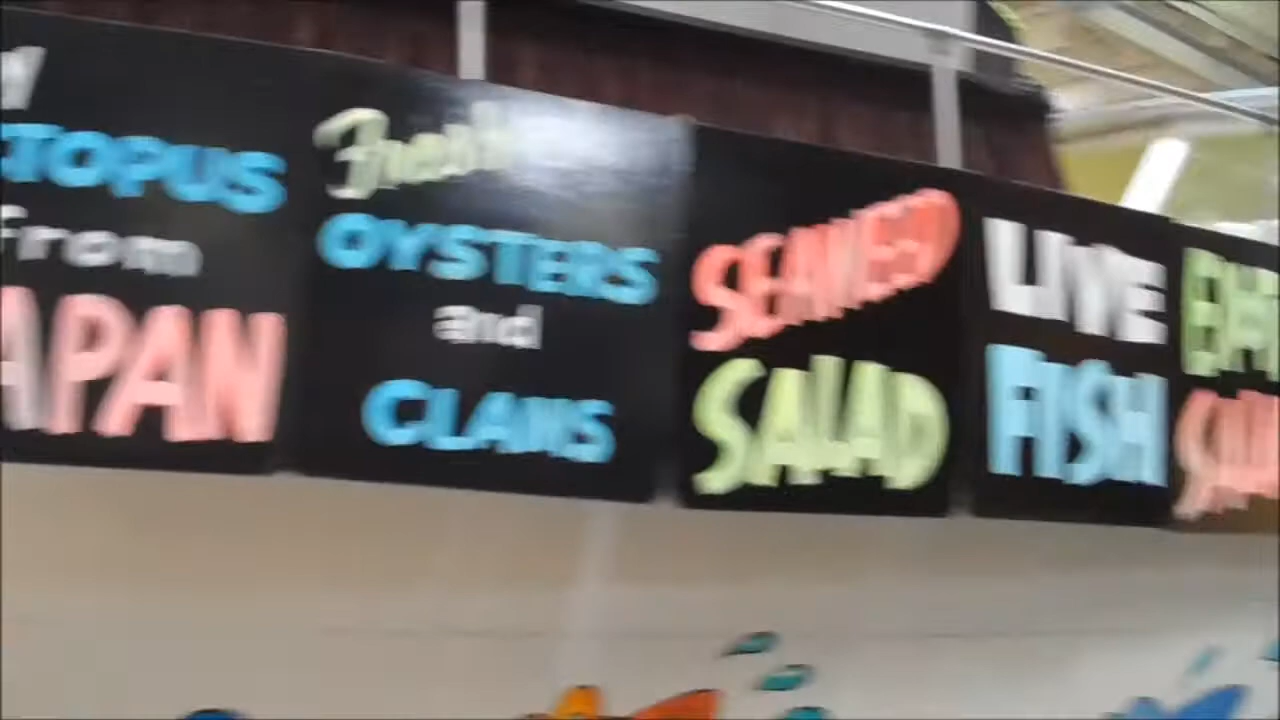 TOPUS
from
APAN
Fresh
OYSTERS
and
CLAMS
SEAWEED
SALAD
LIVE
FISH